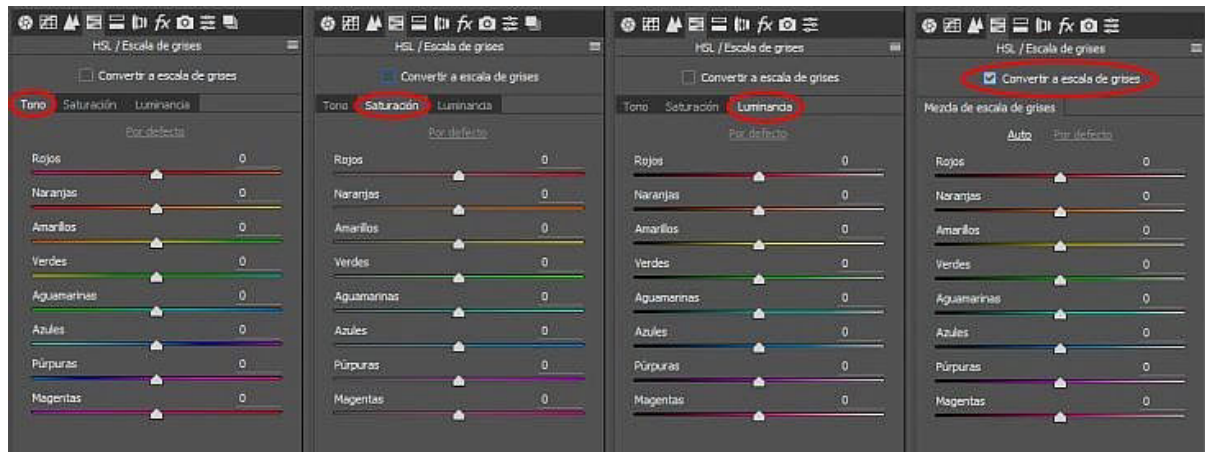 HSL / Escala de grises
Convertir a escala de grises
Tono Saturación Luminancia
Por defecto
Rojos 0
Naranjas 0
Amarillos 0
Verdes 0
Aguamarinas 0
Azules 0
Púrpuras 0
Magentas 0
HSL / Escala de grises
Convertir a escala de grises
Tono Saturación Luminancia
Por defecto
Rojos 0
Naranjas 0
Amarillos 0
Verdes 0
Aguamarinas 0
Azules 0
Púrpuras 0
Magentas 0
HSL / Escala de grises
Convertir a escala de grises
Tono Saturación Luminancia
Por defecto
Rojos 0
Naranjas 0
Amarillos 0
Verdes 0
Aguamarinas 0
Azules 0
Púrpuras 0
Magentas 0
HSL / Escala de grises
Convertir a escala de grises
Mezcla de escala de grises
Auto Por defecto
Rojos 0
Naranjas 0
Amarillos 0
Verdes 0
Aguamarinas 0
Azules 0
Púrpuras 0
Magentas 0